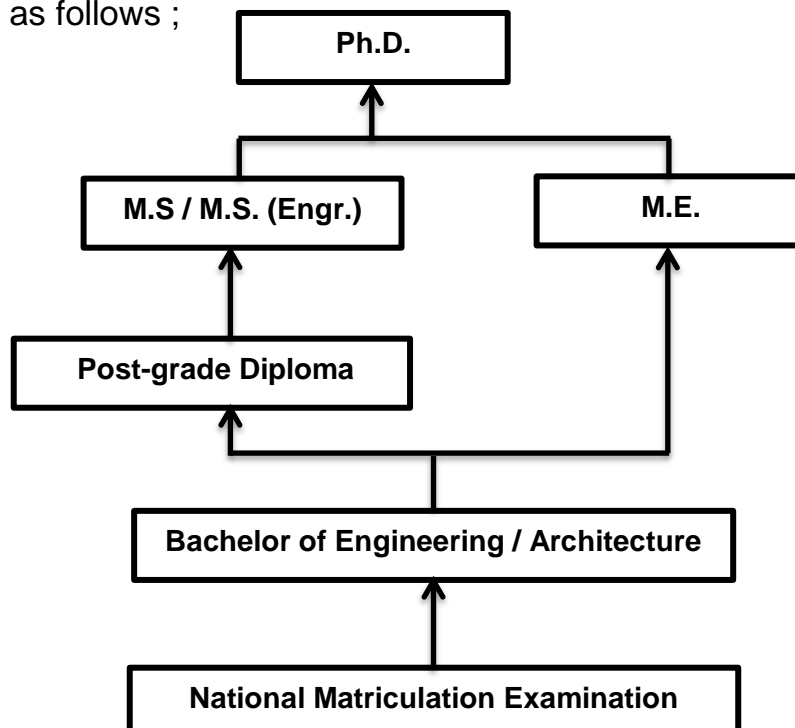 as follows ;
Ph.D.
M.S / M.S. (Engr.)
M.E.
Post-grade Diploma
Bachelor of Engineering / Architecture
National Matriculation Examination